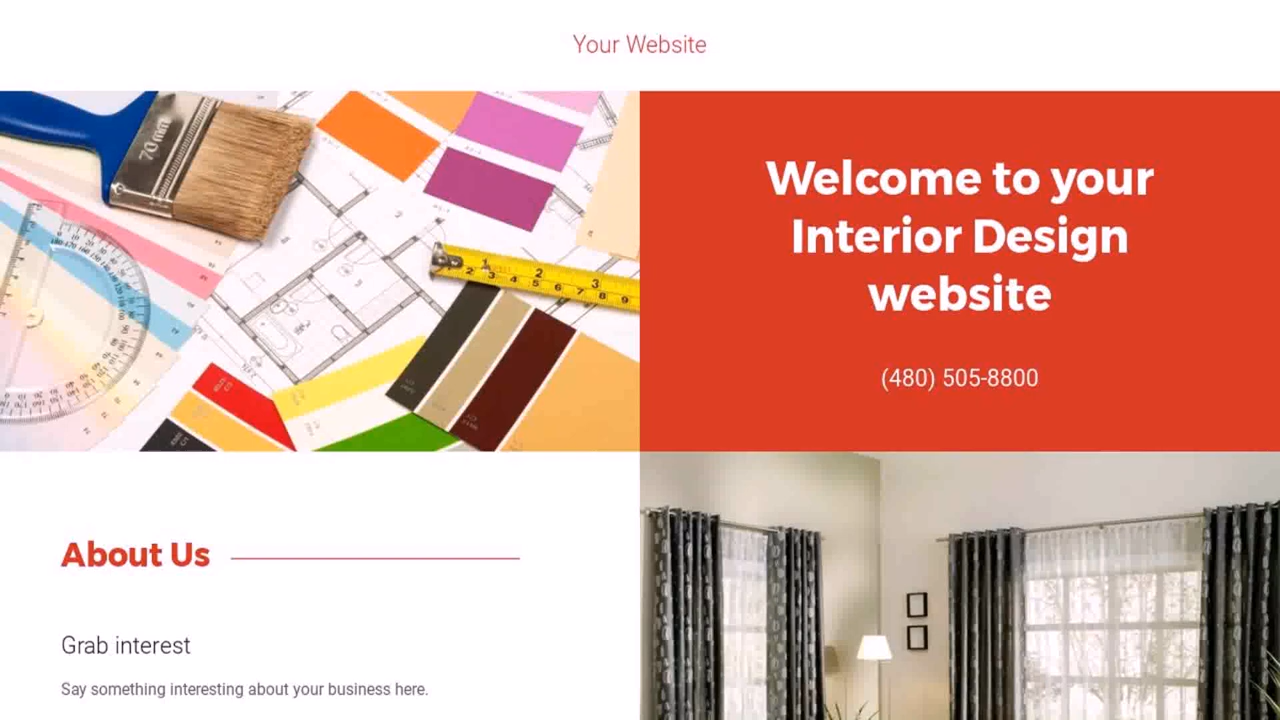 Your Website
70mm
Welcome to your
Interior Design
website
(480) 505-8800
About Us
Grab interest
Say something interesting about your business here.